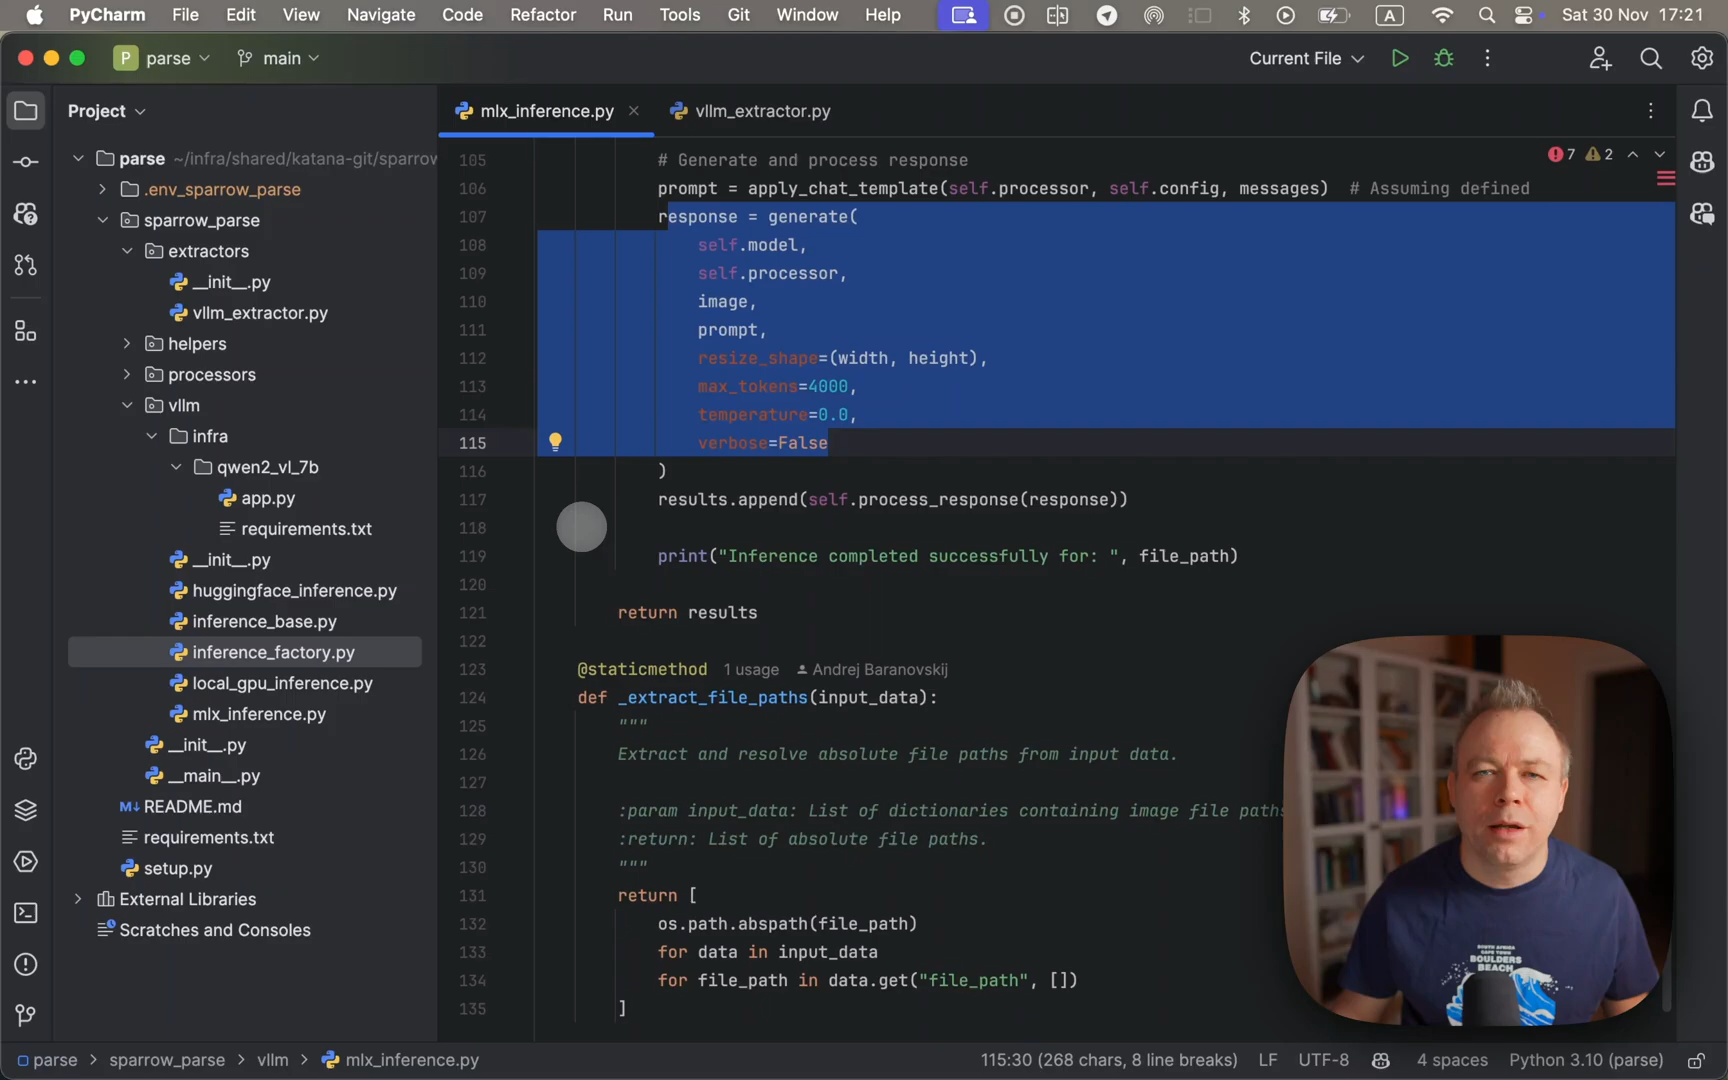 PyCharm File Edit View Navigate Code Refactor Run Tools Git Window Help A Sat 30 Nov 17:21
P parse main Current File
Project
mlx_inference.py vllm_extractor.py
parse ~/infra/shared/katana-git/sparrow
.env_sparrow_parse
sparrow_parse
extractors
__init__.py
vllm_extractor.py
helpers
processors
vllm
infra
qwen2_vl_7b
app.py
requirements.txt
__init__.py
huggingface_inference.py
inference_base.py
inference_factory.py
local_gpu_inference.py
mlx_inference.py
__init__.py
__main__.py
M↓ README.md
requirements.txt
setup.py
External Libraries
Scratches and Consoles
7 2
105 # Generate and process response
106 prompt = apply_chat_template(self.processor, self.config, messages)  # Assuming defined
107 response = generate(
108 self.model,
109 self.processor,
110 image,
111 prompt,
112 resize_shape=(width, height),
113 max_tokens=4000,
114 temperature=0.0,
115 verbose=False
116 )
117 results.append(self.process_response(response))
118
119 print("Inference completed successfully for: ", file_path)
120
121 return results
122
123 @staticmethod 1 usage Andrej Baranovskij
124 def _extract_file_paths(input_data):
125 """
126 Extract and resolve absolute file paths from input data.
127
128 :param input_data: List of dictionaries containing image file paths
129 :return: List of absolute file paths.
130 """
131 return [
132 os.path.abspath(file_path)
133 for data in input_data
134 for file_path in data.get("file_path", [])
135 ]
SOUTH AFRICA
CAPE TOWN
BOULDERS
BEACH
parse > sparrow_parse > vllm > mlx_inference.py 115:30 (268 chars, 8 line breaks) LF UTF-8 4 spaces Python 3.10 (parse)